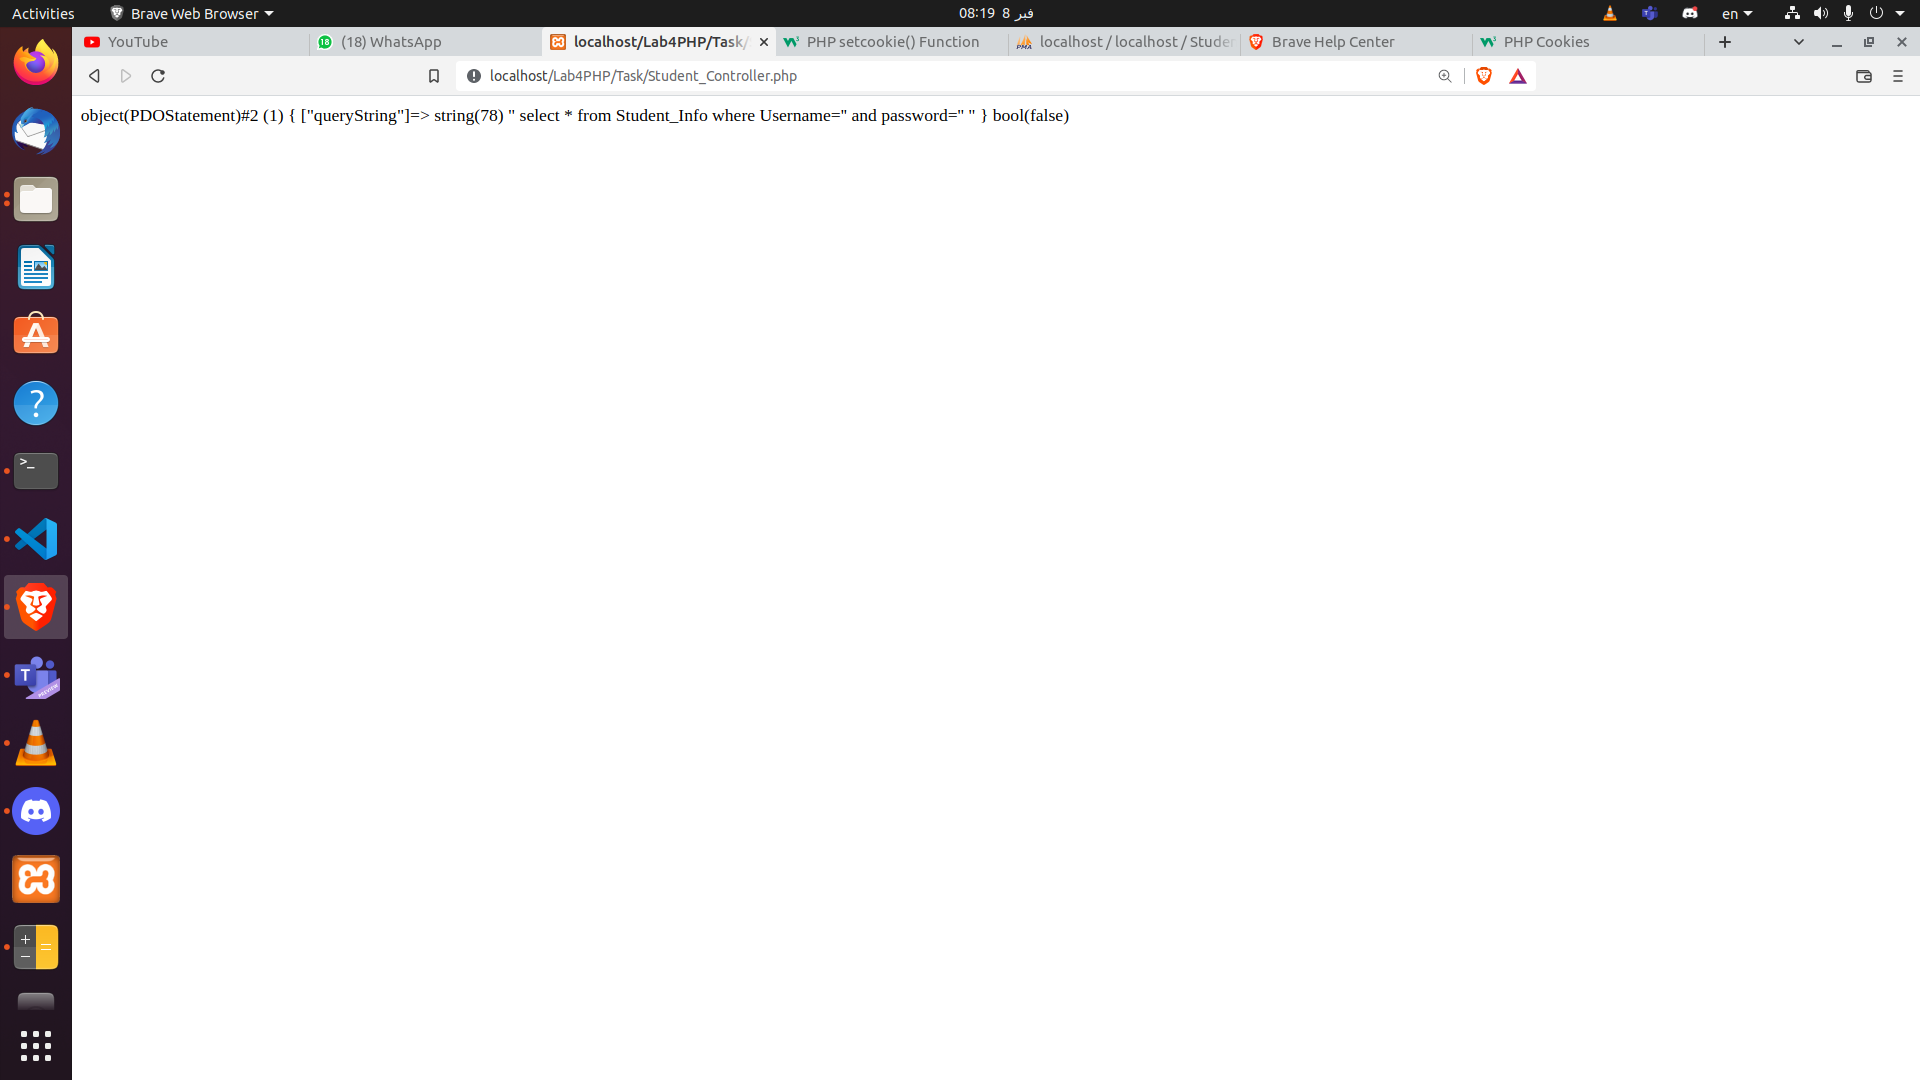 Activities
Brave Web Browser
08:19 8 فبر
en
YouTube
(18) WhatsApp
localhost/Lab4PHP/Task/
PHP setcookie() Function
localhost / localhost / Studen
Brave Help Center
PHP Cookies
localhost/Lab4PHP/Task/Student_Controller.php
object(PDOStatement)#2 (1) { ["queryString"]=> string(78) " select * from Student_Info where Username='' and password='' " } bool(false)